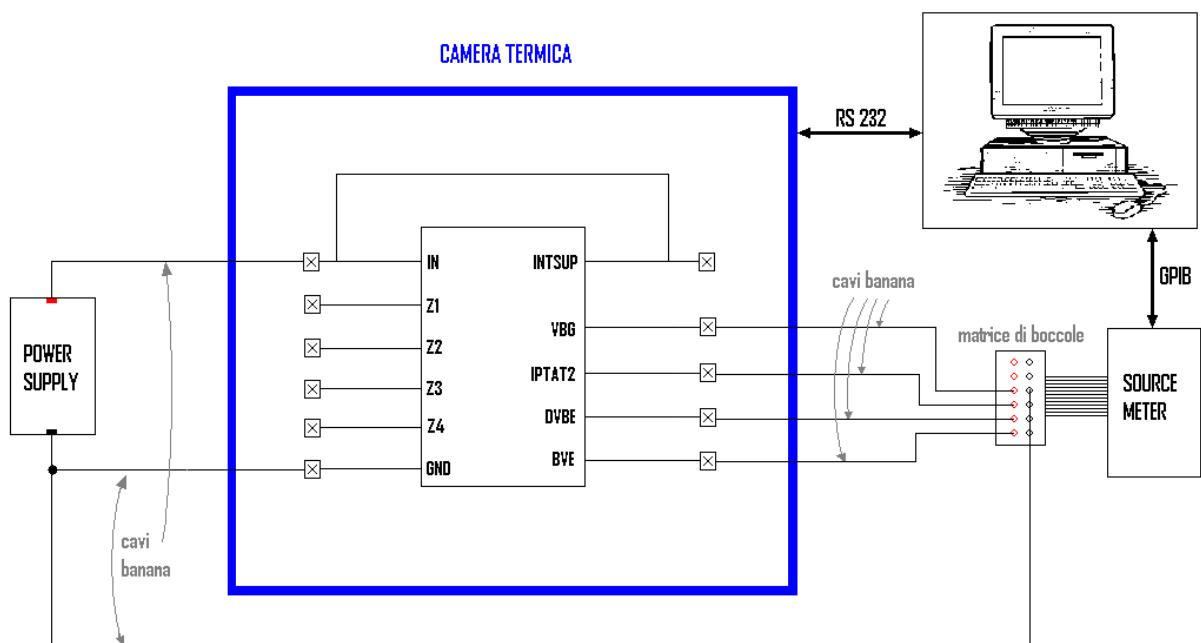 CAMERA TERMICA
RS 232
GPIB
POWER
SUPPLY
IN
Z1
Z2
Z3
Z4
GND
INTSUP
VBG
IPTAT2
DVBE
BVE
cavi banana
matrice di boccole
SOURCE
METER
cavi
banana